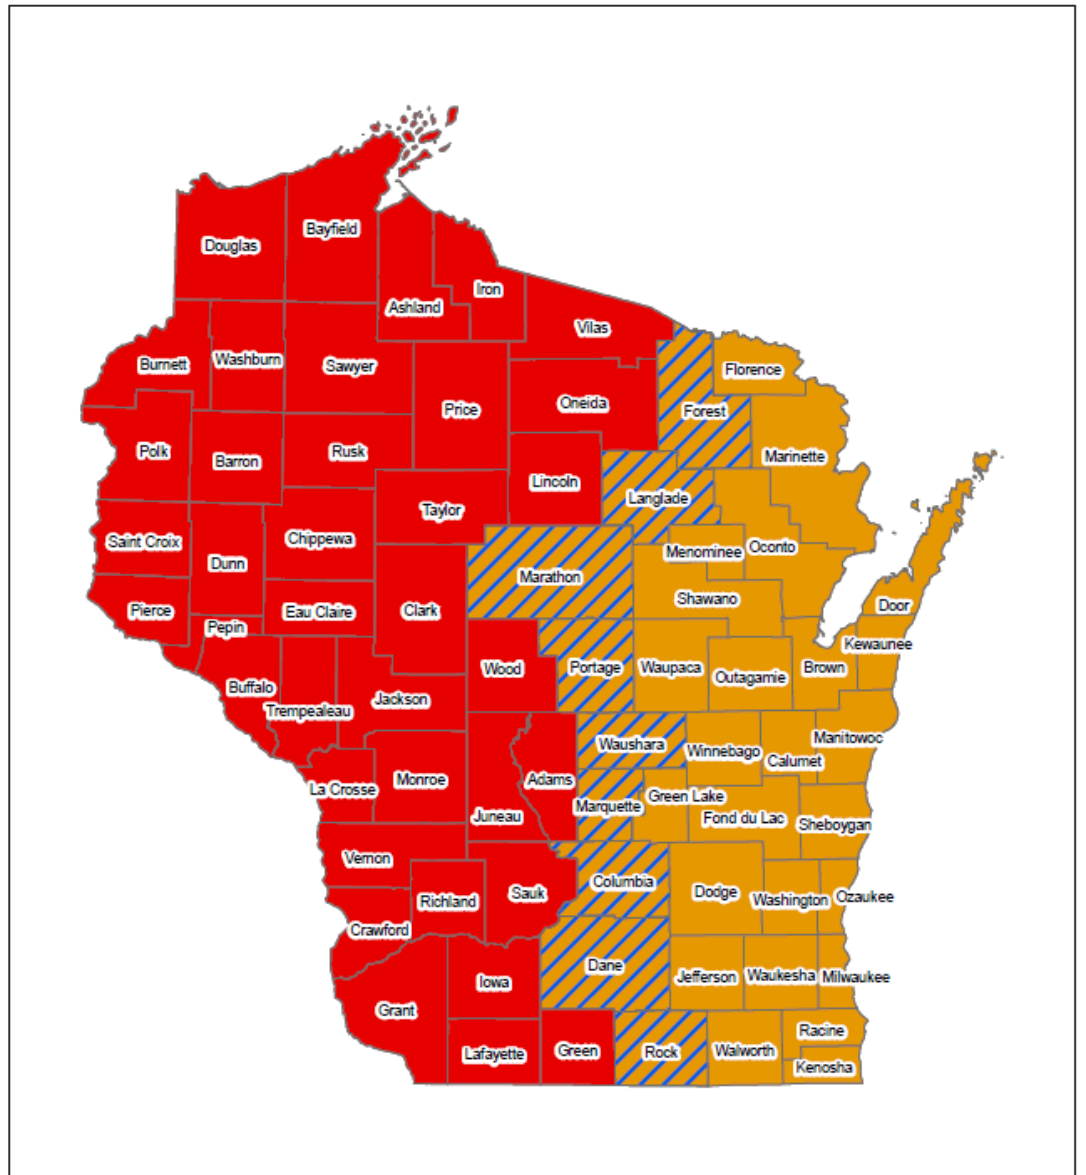 Bayfield
Douglas
Iron
Ashland
Vilas
Washburn
Burnett
Sawyer
Florence
Price
Oneida
Forest
Polk
Barron
Rusk
Marinette
Lincoln
Langlade
Taylor
Saint Croix
Chippewa
Menominee
Oconto
Dunn
Marathon
Shawano
Door
Pierce
Eau Claire
Clark
Pepin
Kewaunee
Wood
Portage
Waupaca
Outagamie
Brown
Buffalo
Jackson
Trempealeau
Manitowoc
Waushara
Winnebago
Calumet
Monroe
Adams
La Crosse
Green Lake
Marquette
Juneau
Fond du Lac
Sheboygan
Vernon
Columbia
Sauk
Dodge
Richland
Washington
Ozaukee
Crawford
Dane
Jefferson
Waukesha
Milwaukee
Iowa
Grant
Racine
Lafayette
Green
Rock
Walworth
Kenosha